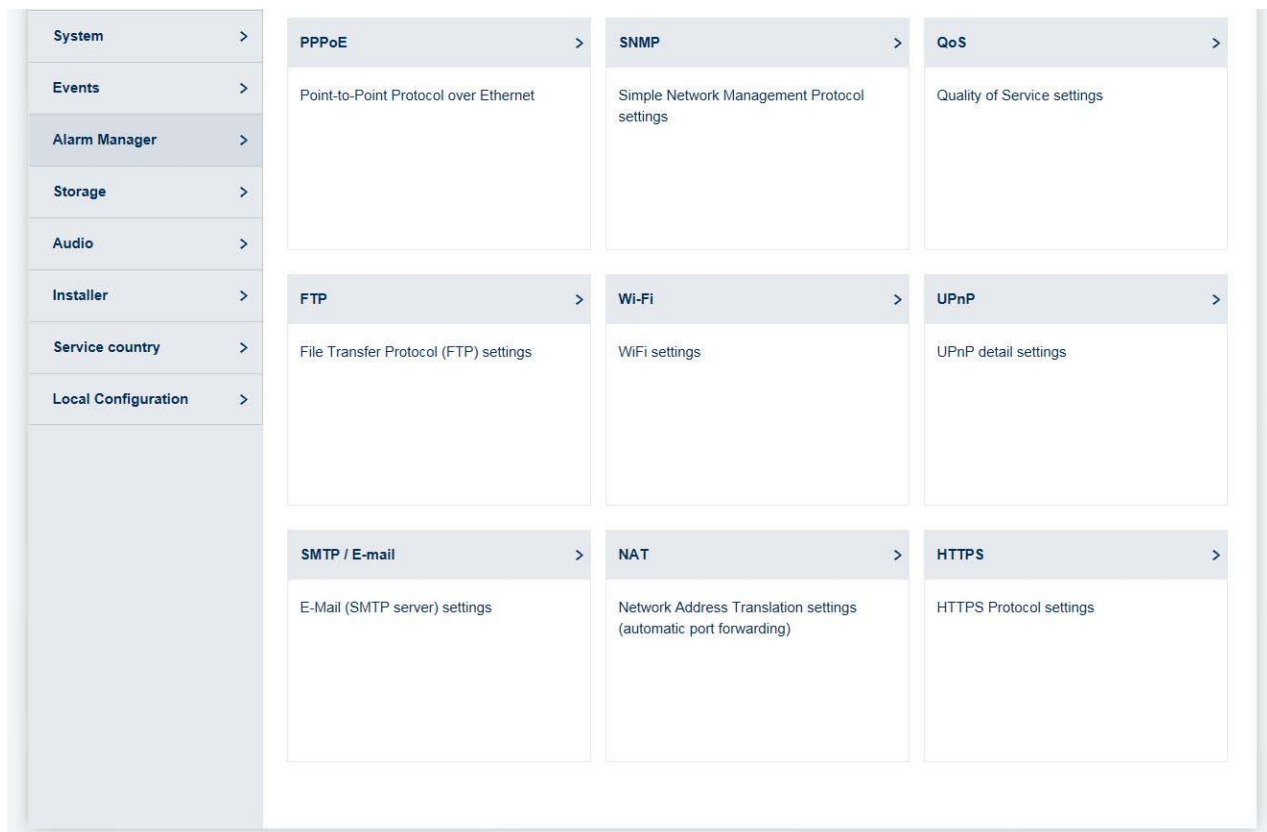 System
Events
Alarm Manager
Storage
Audio
Installer
Service country
Local Configuration
PPPoE
Point-to-Point Protocol over Ethernet
SNMP
Simple Network Management Protocol
settings
QoS
Quality of Service settings
FTP
File Transfer Protocol (FTP) settings
Wi-Fi
WiFi settings
UPnP
UPnP detail settings
SMTP / E-mail
E-Mail (SMTP server) settings
NAT
Network Address Translation settings
(automatic port forwarding)
HTTPS
HTTPS Protocol settings